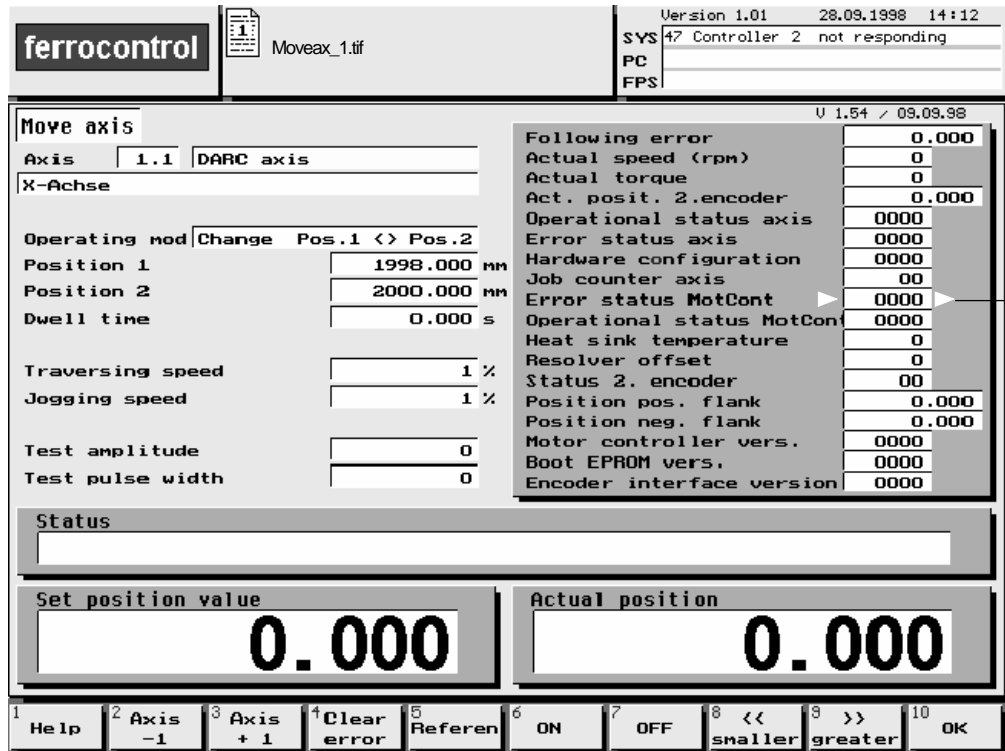 ferrocontrol
1
Moveax_1.tif
Version 1.01 28.09.1998 14:12
SYS 47 Controller 2 not responding
PC
FPS
Move axis
V 1.54 / 09.09.98
Axis 1.1 DARC axis
X-Achse
Operating mod Change Pos.1 <> Pos.2
Position 1 1998.000 mm
Position 2 2000.000 mm
Dwell time 0.000 s
Traversing speed 1 %
Jogging speed 1 %
Test amplitude 0
Test pulse width 0
Following error 0.000
Actual speed (rpm) 0
Actual torque 0
Act. posit. 2.encoder 0.000
Operational status axis 0000
Error status axis 0000
Hardware configuration 0000
Job counter axis 00
Error status MotCont 0000
Operational status MotCont 0000
Heat sink temperature 0
Resolver offset 0
Status 2. encoder 00
Position pos. flank 0.000
Position neg. flank 0.000
Motor controller vers. 0000
Boot EPROM vers. 0000
Encoder interface version 0000
Status
Set position value
0.000
Actual position
0.000
1 Help
2 Axis -1
3 Axis + 1
4 Clear error
5 Referen
6 ON
7 OFF
8 << smaller
9 >> greater
10 OK